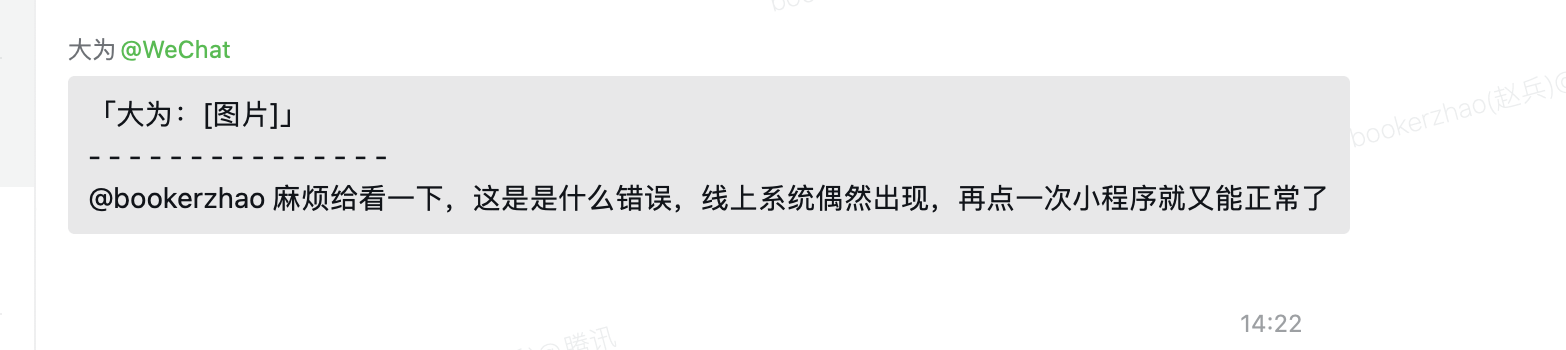 大为 @WeChat
「大为：[图片]」
- - - - - - - - - - - - - - -
@bookerzhao 麻烦给看一下，这是是什么错误，线上系统偶然出现，再点一次小程序就又能正常了
bookerzhao(赵兵)@
14:22
@腾讯